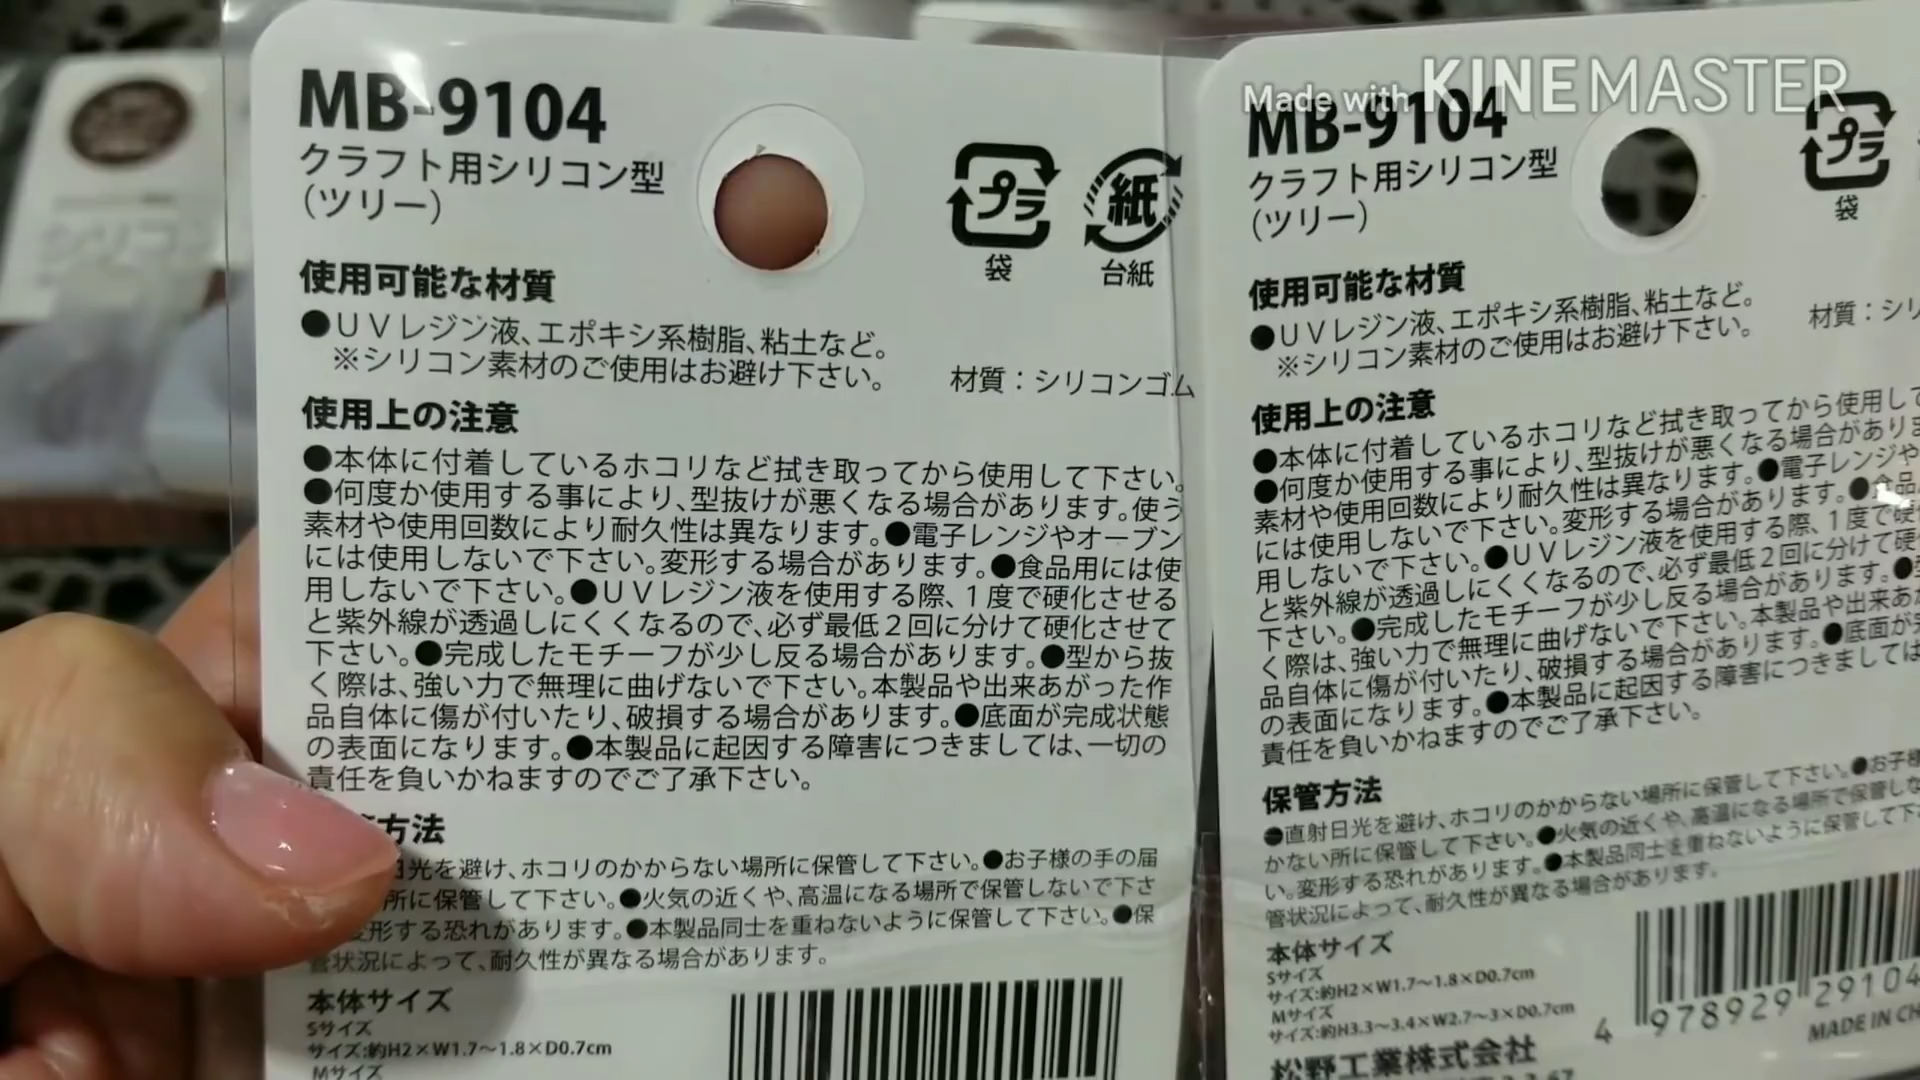 Made with KINEMASTER
MB-9104
クラフト用シリコン型
（ツリー）
プラ
袋
紙
台紙
使用可能な材質
●ＵＶレジン液、エポキシ系樹脂、粘土など。
※シリコン素材のご使用はお避け下さい。
材質：シリコンゴム
使用上の注意
●本体に付着しているホコリなど拭き取ってから使用して下さい。
●何度か使用する事により、型抜けが悪くなる場合があります。使う
素材や使用回数により耐久性は異なります。●電子レンジやオーブン
には使用しないで下さい。変形する場合があります。●食品用には使
用しないで下さい。●ＵＶレジン液を使用する際、１度で硬化させる
と紫外線が透過しにくくなるので、必ず最低２回に分けて硬化させて
下さい。●完成したモチーフが少し反る場合があります。●型から抜
く際は、強い力で無理に曲げないで下さい。本製品や出来あがった作
品自体に傷が付いたり、破損する場合があります。●底面が完成状態
の表面になります。●本製品に起因する障害につきましては、一切の
責任を負いかねますのでご了承下さい。
方法
日光を避け、ホコリのかからない場所に保管して下さい。●お子様の手の届
所に保管して下さい。●火気の近くや、高温になる場所で保管しないで下さ
変形する恐れがあります。●本製品同士を重ねないように保管して下さい。●保
管状況によって、耐久性が異なる場合があります。
本体サイズ
Sサイズ
サイズ:約H2×W1.7～1.8×D0.7cm
Mサイズ
MB-9104
クラフト用シリコン型
（ツリー）
プラ
袋
使用可能な材質
●ＵＶレジン液、エポキシ系樹脂、粘土など。
※シリコン素材のご使用はお避け下さい。
材質：シリ
使用上の注意
●本体に付着しているホコリなど拭き取ってから使用して
●何度か使用する事により、型抜けが悪くなる場合があります
素材や使用回数により耐久性は異なります。●電子レンジや
には使用しないで下さい。変形する場合があります。●食品
用しないで下さい。●ＵＶレジン液を使用する際、１度で硬
と紫外線が透過しにくくなるので、必ず最低２回に分けて硬
下さい。●完成したモチーフが少し反る場合があります。●
く際は、強い力で無理に曲げないで下さい。本製品や出来あ
品自体に傷が付いたり、破損する場合があります。●底面が
の表面になります。●本製品に起因する障害につきましては
責任を負いかねますのでご了承下さい。
保管方法
●直射日光を避け、ホコリのかからない場所に保管して下さい。●お子様
かない所に保管して下さい。●火気の近くや、高温になる場所で保管しな
い。変形する恐れがあります。●本製品同士を重ねないように保管して下
管状況によって、耐久性が異なる場合があります。
本体サイズ
Sサイズ
サイズ:約H2×W1.7～1.8×D0.7cm
Mサイズ
サイズ:約H3.3～3.4×W2.7～3×D0.7cm
松野工業株式会社
4 978929 29104
MADE IN CH